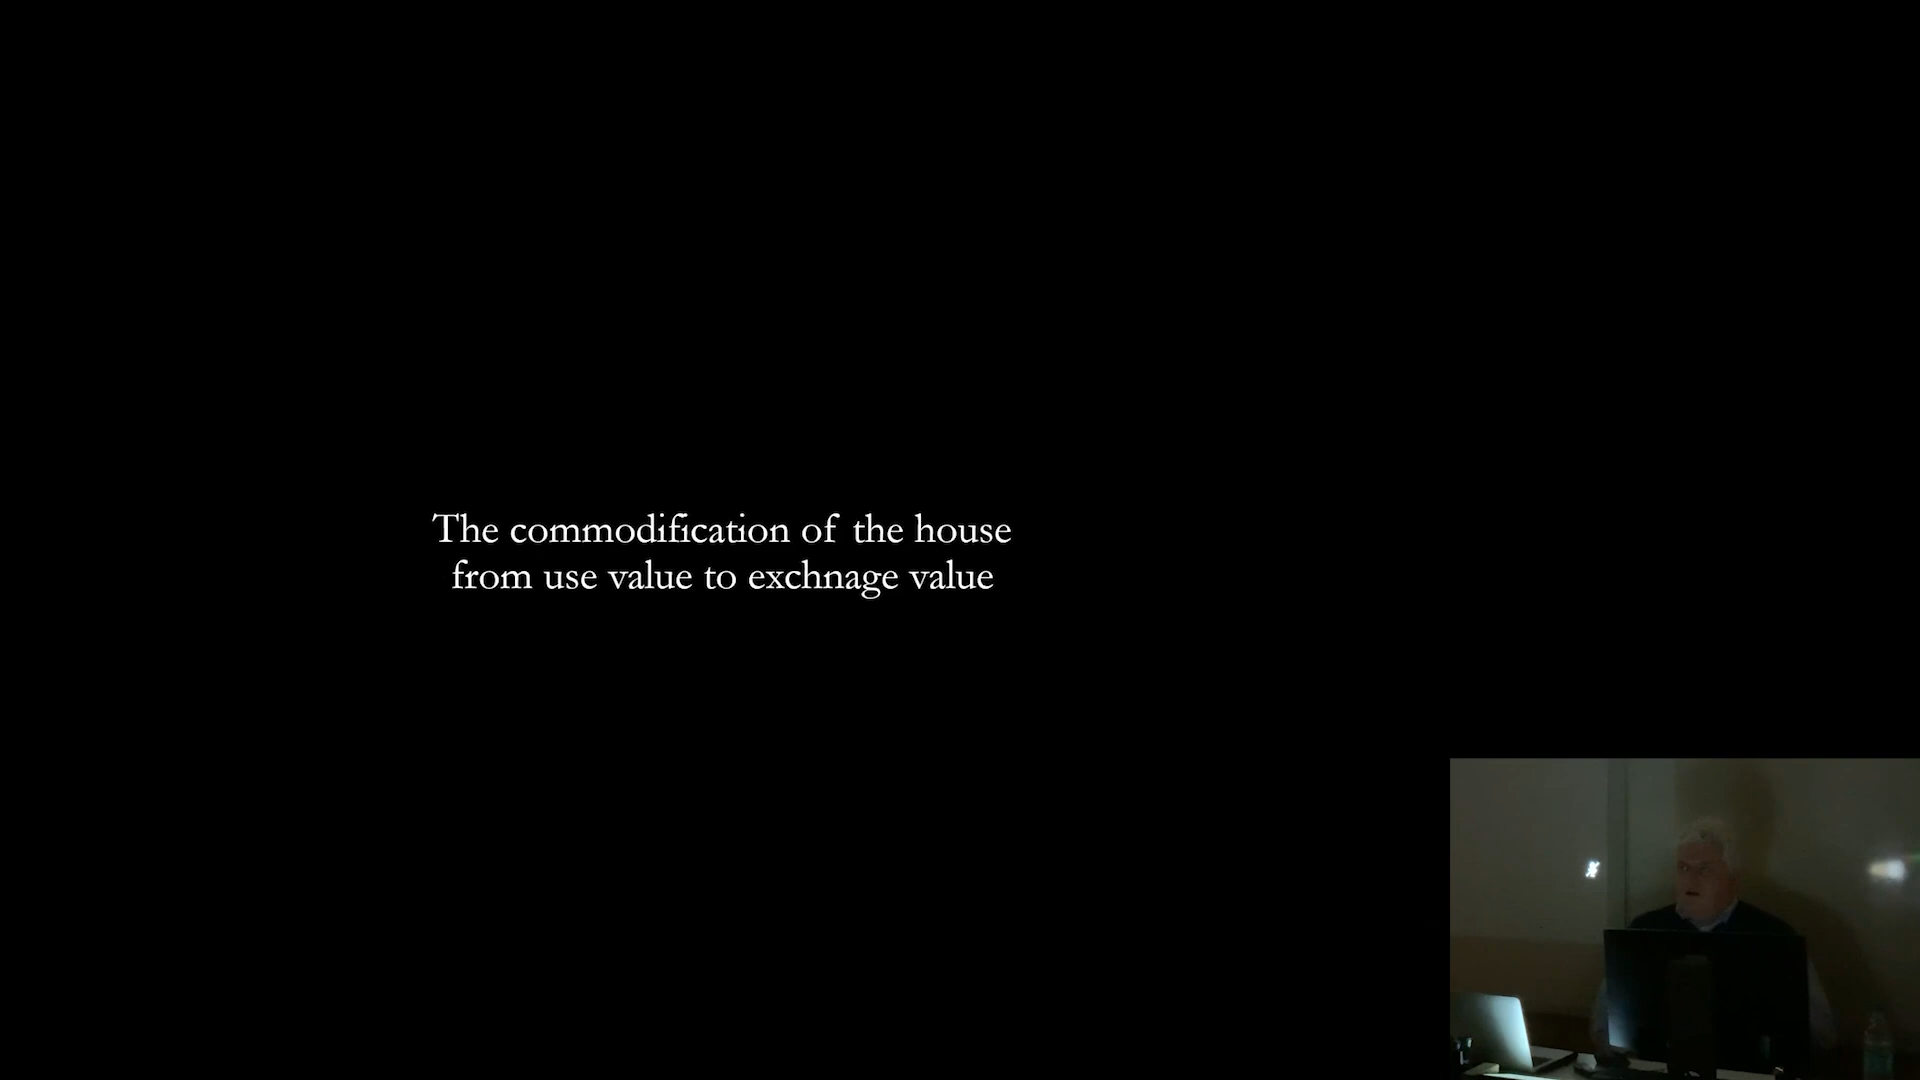 The commodification of the house
from use value to exchnage value